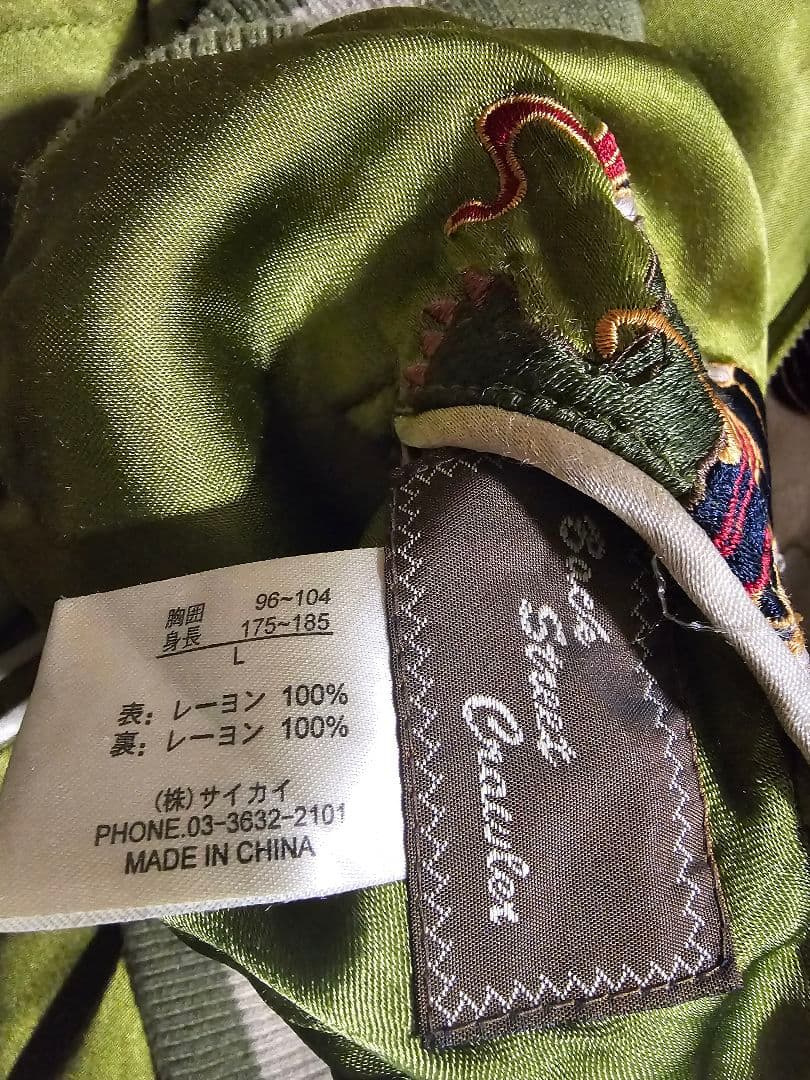 胸囲 96~104
身長 175~185
L
表: レーヨン 100%
裏: レーヨン 100%
(株)サイカイ
PHONE.03-3632-2101
MADE IN CHINA
Street
Crawler